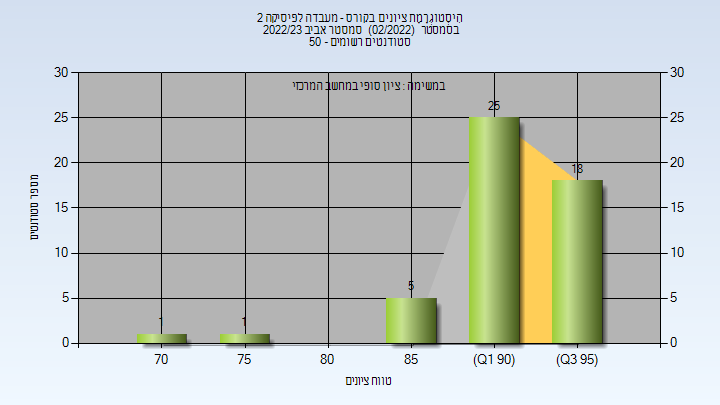 היסטוגרמת ציונים בקורס - מעבדה לפיסיקה 2
בסמסטר (02/2022) סמסטר אביב 2022/23
סטודנטים רשומים - 50
במשימה : ציון סופי במחשב המרכזי
30 30
25 25 25
20 20
18
15 15
10 10
5 5 5
1 1
0 0
70 75 80 85 (Q1 90) (Q3 95)
מספר סטודנטים
טווח ציונים